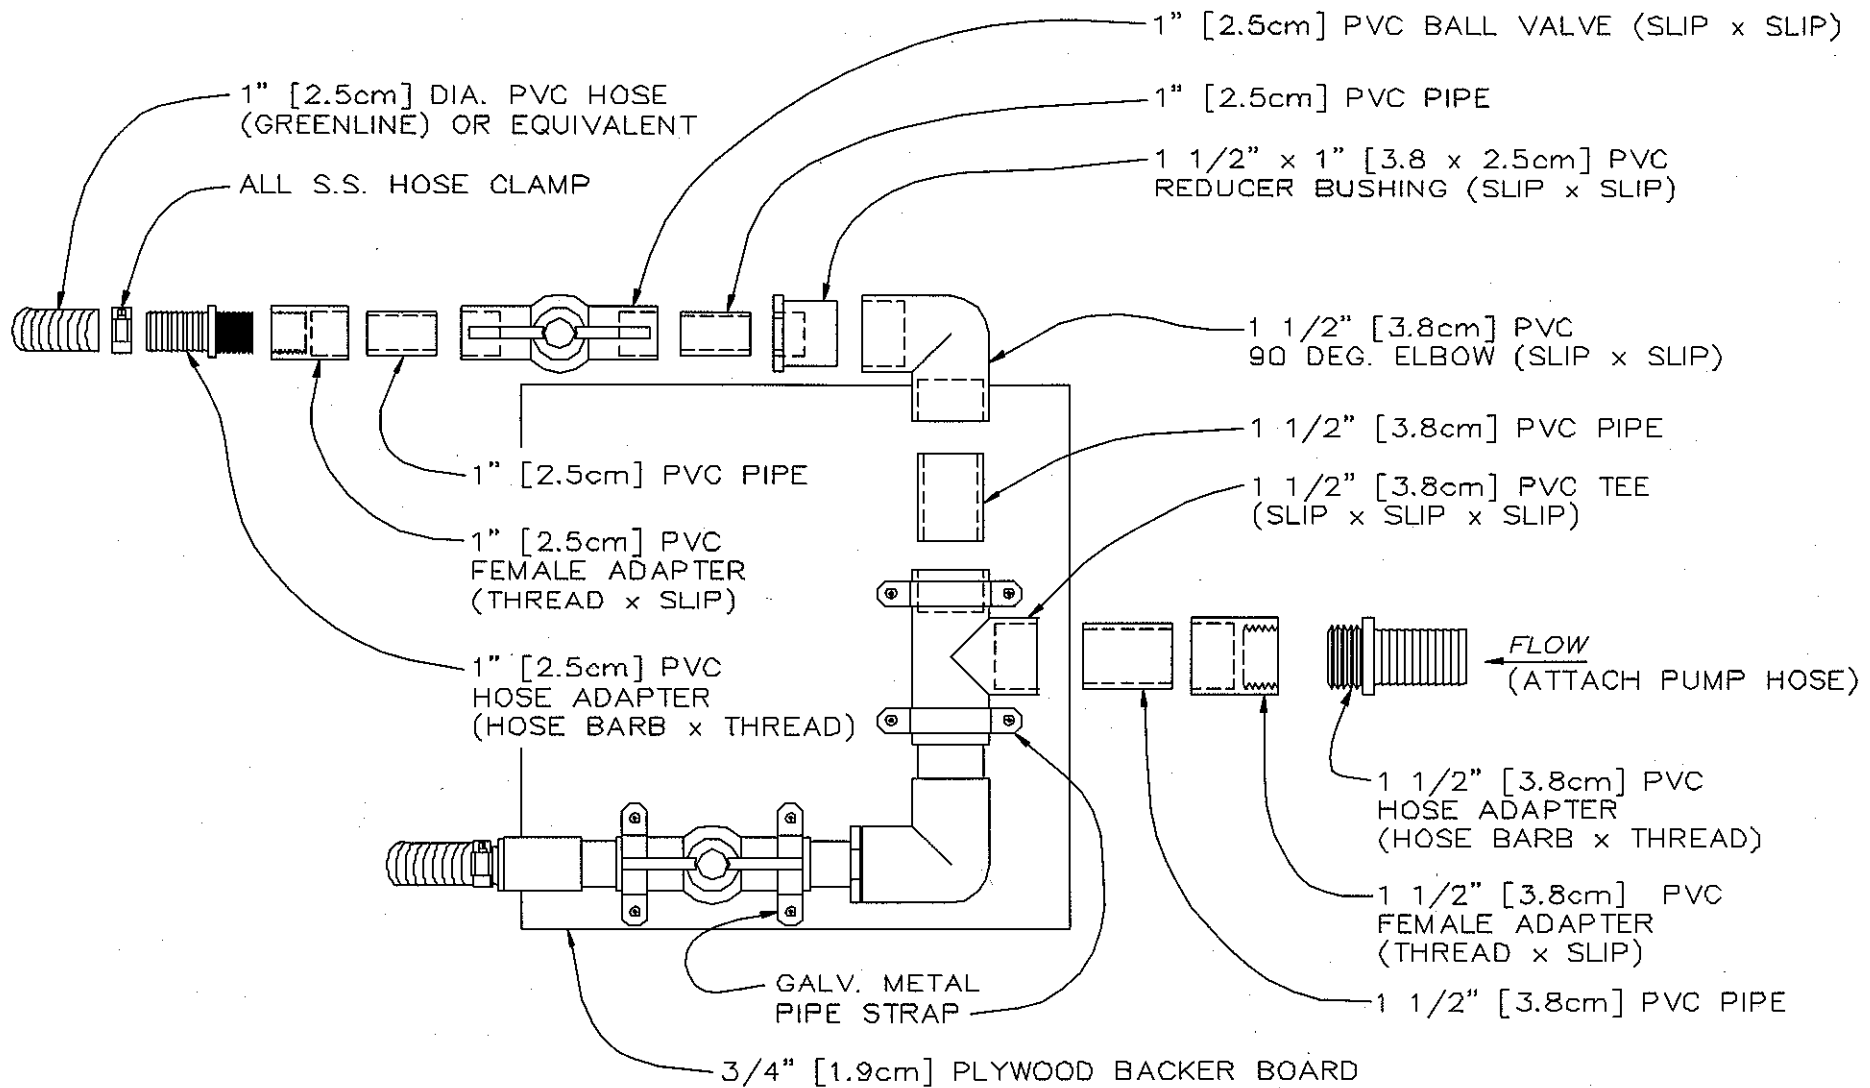 1" [2.5cm] PVC BALL VALVE (SLIP x SLIP)
1" [2.5cm] DIA. PVC HOSE
(GREENLINE) OR EQUIVALENT
1" [2.5cm] PVC PIPE
1 1/2" x 1" [3.8 x 2.5cm] PVC
REDUCER BUSHING (SLIP x SLIP)
ALL S.S. HOSE CLAMP
1 1/2" [3.8cm] PVC
90 DEG. ELBOW (SLIP x SLIP)
1 1/2" [3.8cm] PVC PIPE
1" [2.5cm] PVC PIPE
1 1/2" [3.8cm] PVC TEE
(SLIP x SLIP x SLIP)
1" [2.5cm] PVC
FEMALE ADAPTER
(THREAD x SLIP)
1" [2.5cm] PVC
HOSE ADAPTER
(HOSE BARB x THREAD)
FLOW
(ATTACH PUMP HOSE)
1 1/2" [3.8cm] PVC
HOSE ADAPTER
(HOSE BARB x THREAD)
1 1/2" [3.8cm] PVC
FEMALE ADAPTER
(THREAD x SLIP)
GALV. METAL
PIPE STRAP
1 1/2" [3.8cm] PVC PIPE
3/4" [1.9cm] PLYWOOD BACKER BOARD